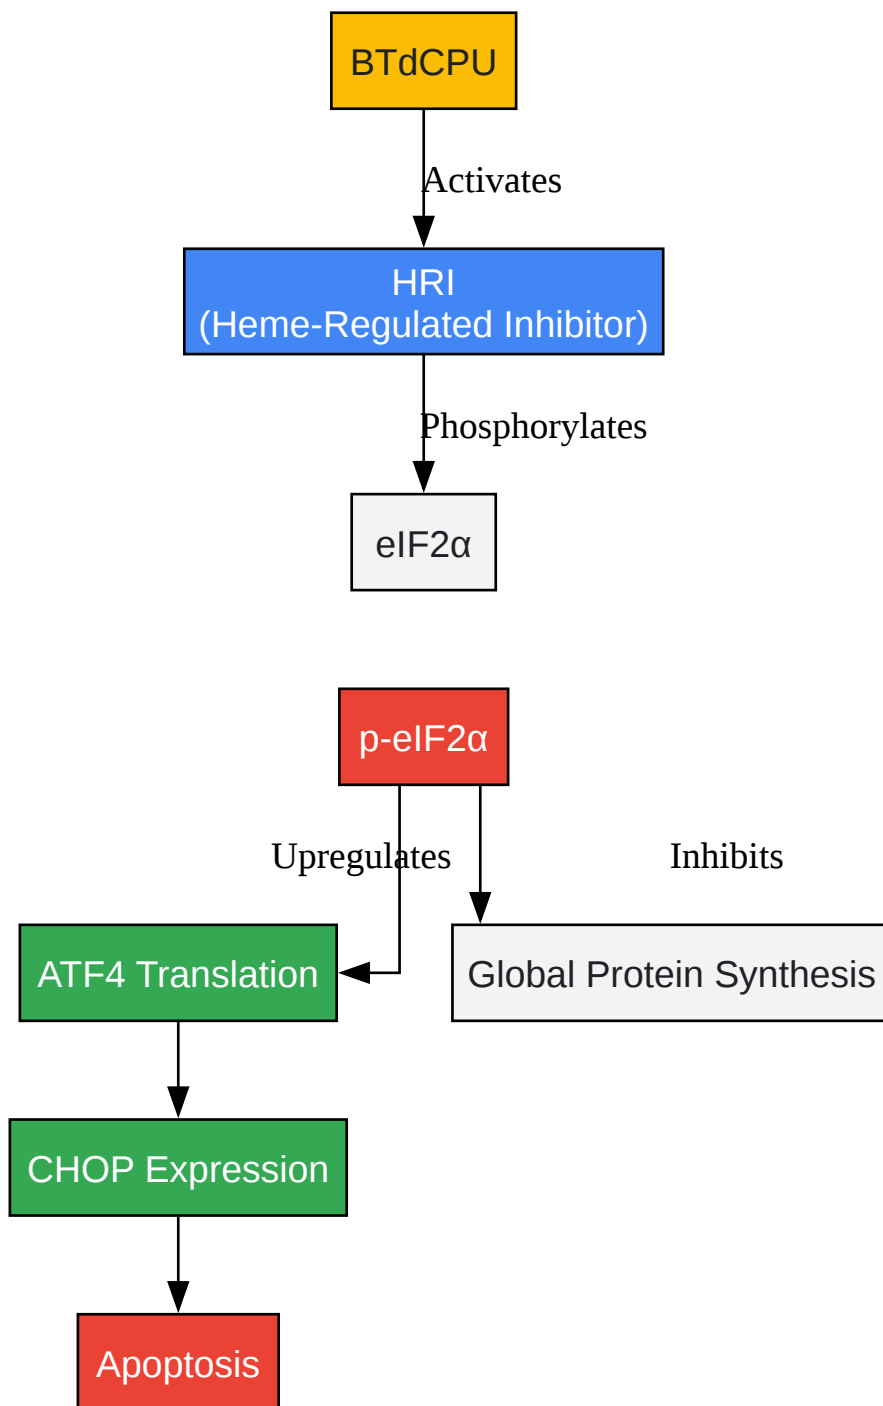 BTdCPU
Activates
HRI
(Heme-Regulated Inhibitor)
Phosphorylates
eIF2α
p-eIF2α
Upregulates
Inhibits
ATF4 Translation
Global Protein Synthesis
CHOP Expression
Apoptosis